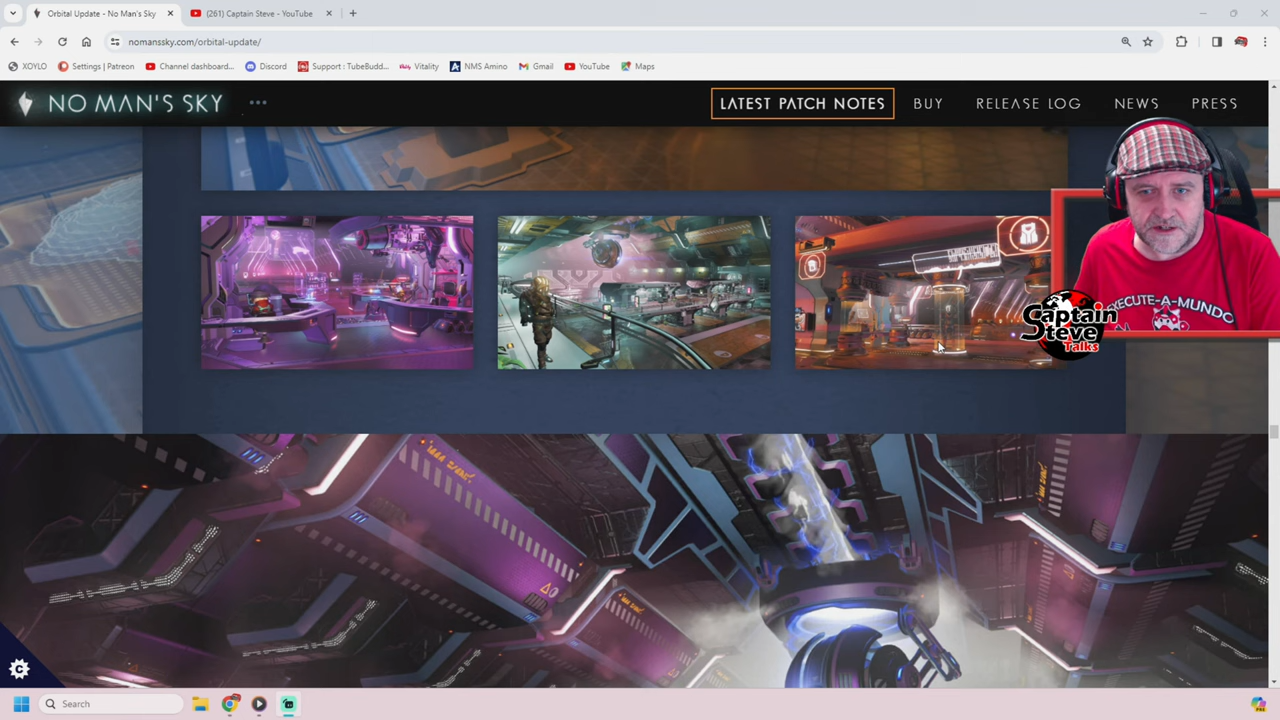 Orbital Update - No Man's Sky
(261) Captain Steve - YouTube
nomanssky.com/orbital-update/
XOYLO
Settings | Patreon
Channel dashboard...
Discord
Support : TubeBudd...
Vitality
NMS Amino
Gmail
YouTube
Maps
NO MAN'S SKY
LATEST PATCH NOTES
BUY
RELEASE LOG
NEWS
PRESS
EXECUTE-A-MUNDO
Captain
Steve
Talks
Search